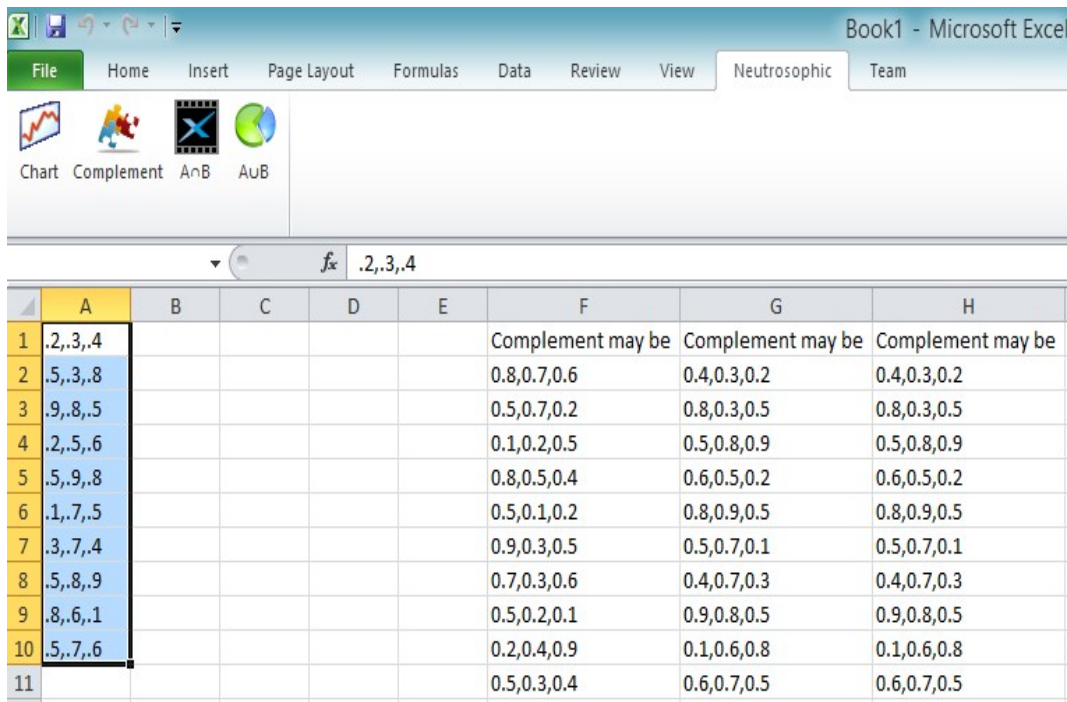 Book1 - Microsoft Excel
File Home Insert Page Layout Formulas Data Review View Neutrosophic Team
Chart Complement A∩B A∪B
fx .2,.3,.4
A B C D E F G H
1 .2,.3,.4 Complement may be Complement may be Complement may be
2 .5,.3,.8 0.8,0.7,0.6 0.4,0.3,0.2 0.4,0.3,0.2
3 .9,.8,.5 0.5,0.7,0.2 0.8,0.3,0.5 0.8,0.3,0.5
4 .2,.5,.6 0.1,0.2,0.5 0.5,0.8,0.9 0.5,0.8,0.9
5 .5,.9,.8 0.8,0.5,0.4 0.6,0.5,0.2 0.6,0.5,0.2
6 .1,.7,.5 0.5,0.1,0.2 0.8,0.9,0.5 0.8,0.9,0.5
7 .3,.7,.4 0.9,0.3,0.5 0.5,0.7,0.1 0.5,0.7,0.1
8 .5,.8,.9 0.7,0.3,0.6 0.4,0.7,0.3 0.4,0.7,0.3
9 .8,.6,.1 0.5,0.2,0.1 0.9,0.8,0.5 0.9,0.8,0.5
10 .5,.7,.6 0.2,0.4,0.9 0.1,0.6,0.8 0.1,0.6,0.8
11 0.5,0.3,0.4 0.6,0.7,0.5 0.6,0.7,0.5